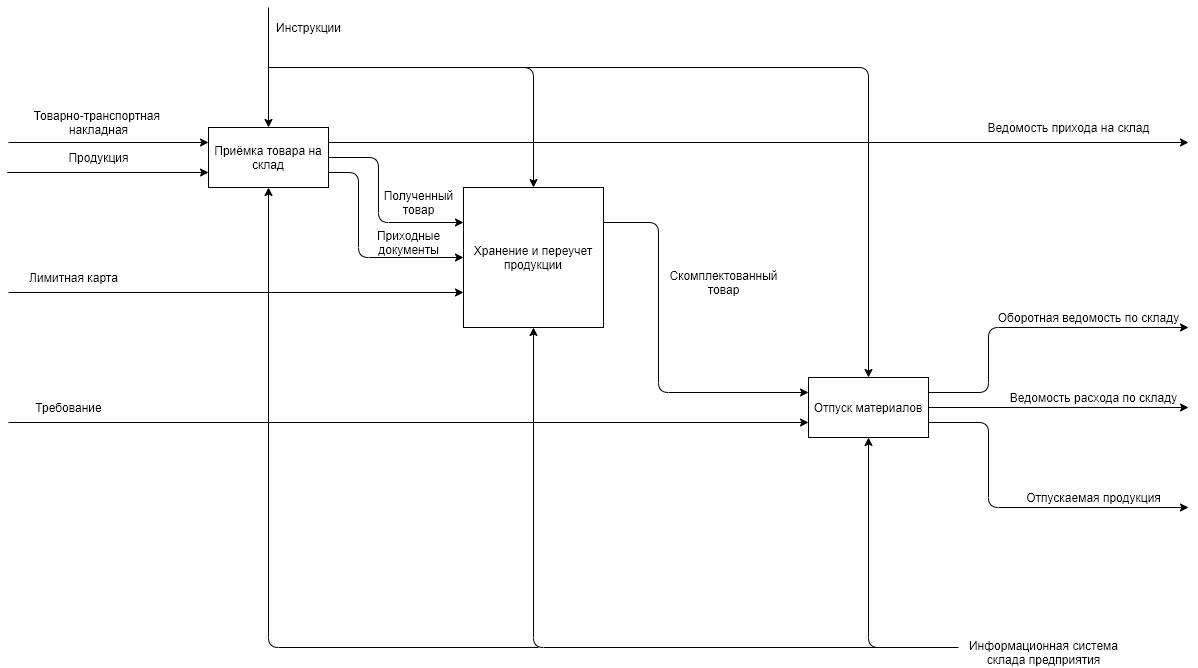 Инструкции
Товарно-транспортная
накладная
Продукция
Приёмка товара на
склад
Ведомость прихода на склад
Полученный
товар
Приходные
документы
Хранение и переучет
продукции
Лимитная карта
Скомплектованный
товар
Оборотная ведомость по складу
Требование
Отпуск материалов
Ведомость расхода по складу
Отпускаемая продукция
Информационная система
склада предприятия